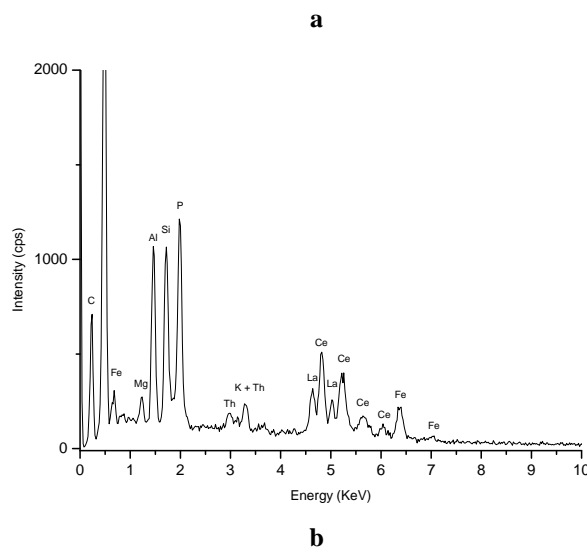 a
2000
P
Al
Si
1000
C
Ce
Ce
Fe
La
La
K + Th
Mg
Fe
Th
Ce
Ce
Fe
0
0
1
2
3
4
5
6
7
8
9
10
Intensity (cps)
Energy (KeV)
b